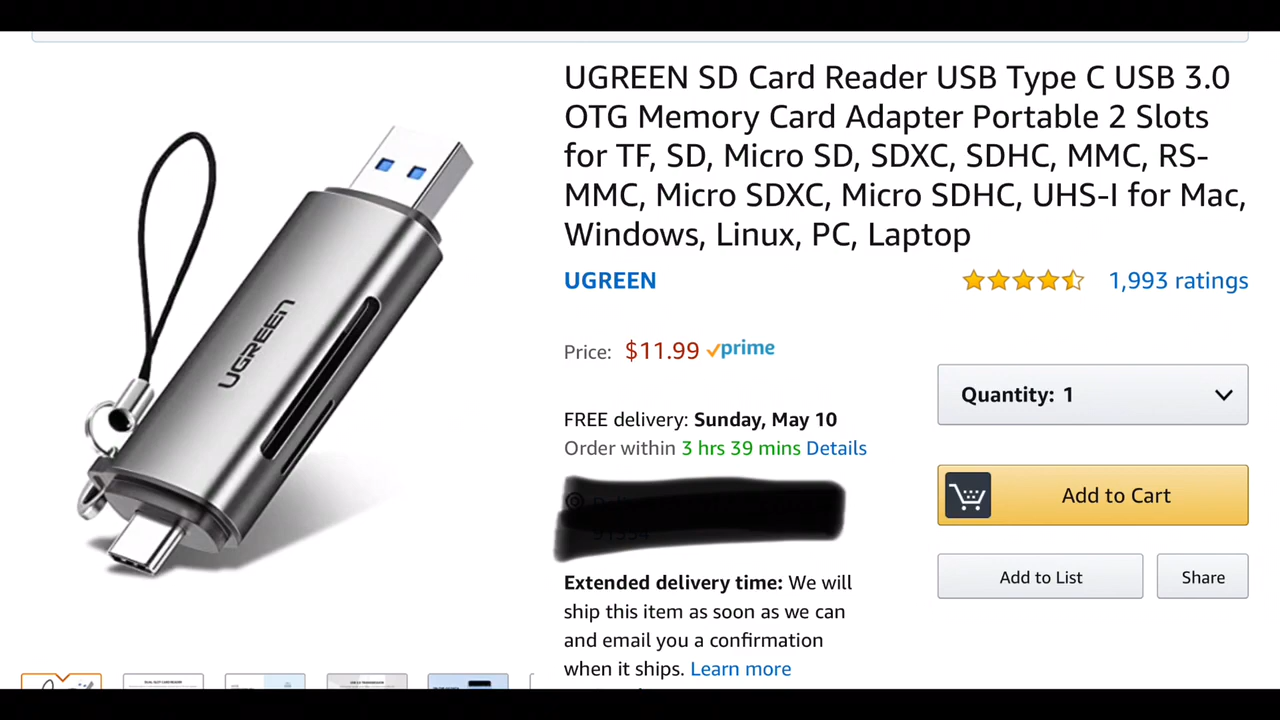 UGREEN SD Card Reader USB Type C USB 3.0
OTG Memory Card Adapter Portable 2 Slots
for TF, SD, Micro SD, SDXC, SDHC, MMC, RS-
MMC, Micro SDXC, Micro SDHC, UHS-I for Mac,
Windows, Linux, PC, Laptop
UGREEN
1,993 ratings
Price: $11.99 prime
Quantity: 1
FREE delivery: Sunday, May 10
Order within 3 hrs 39 mins Details
Add to Cart
Add to List
Share
Extended delivery time: We will
ship this item as soon as we can
and email you a confirmation
when it ships. Learn more
UGREEN